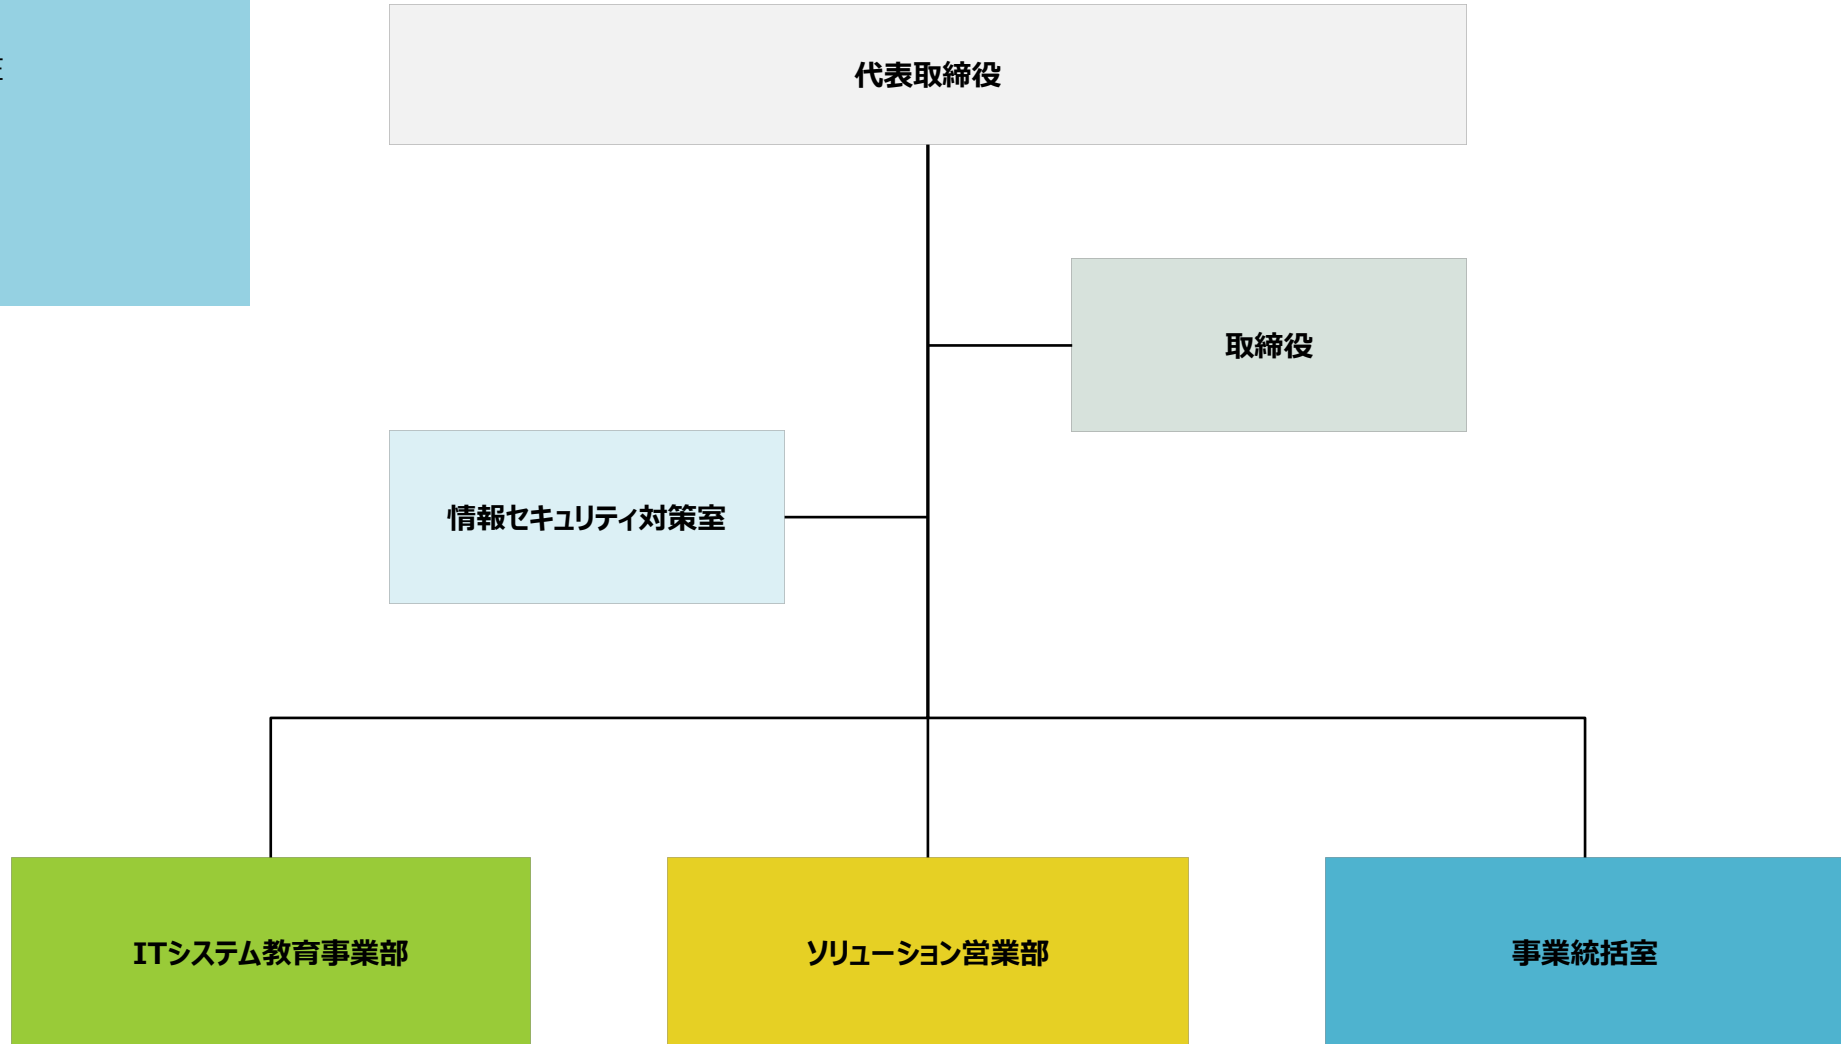 代表取締役
取締役
情報セキュリティ対策室
ITシステム教育事業部
ソリューション営業部
事業統括室